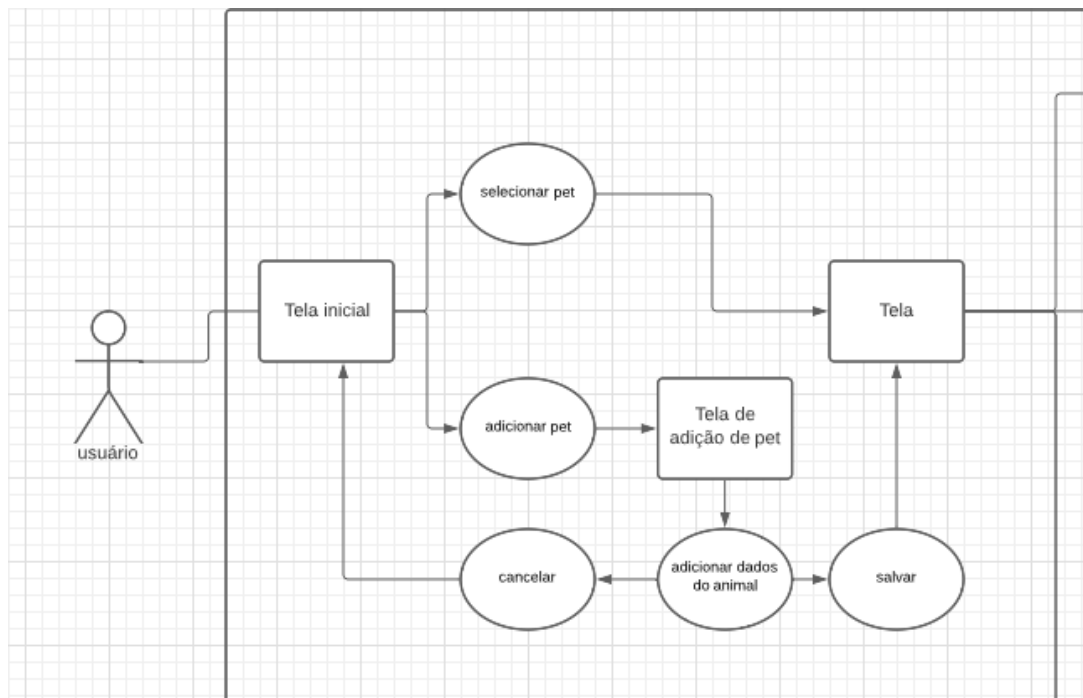 selecionar pet
Tela inicial
Tela
usuário
adicionar pet
Tela de
adição de pet
cancelar
adicionar dados
do animal
salvar